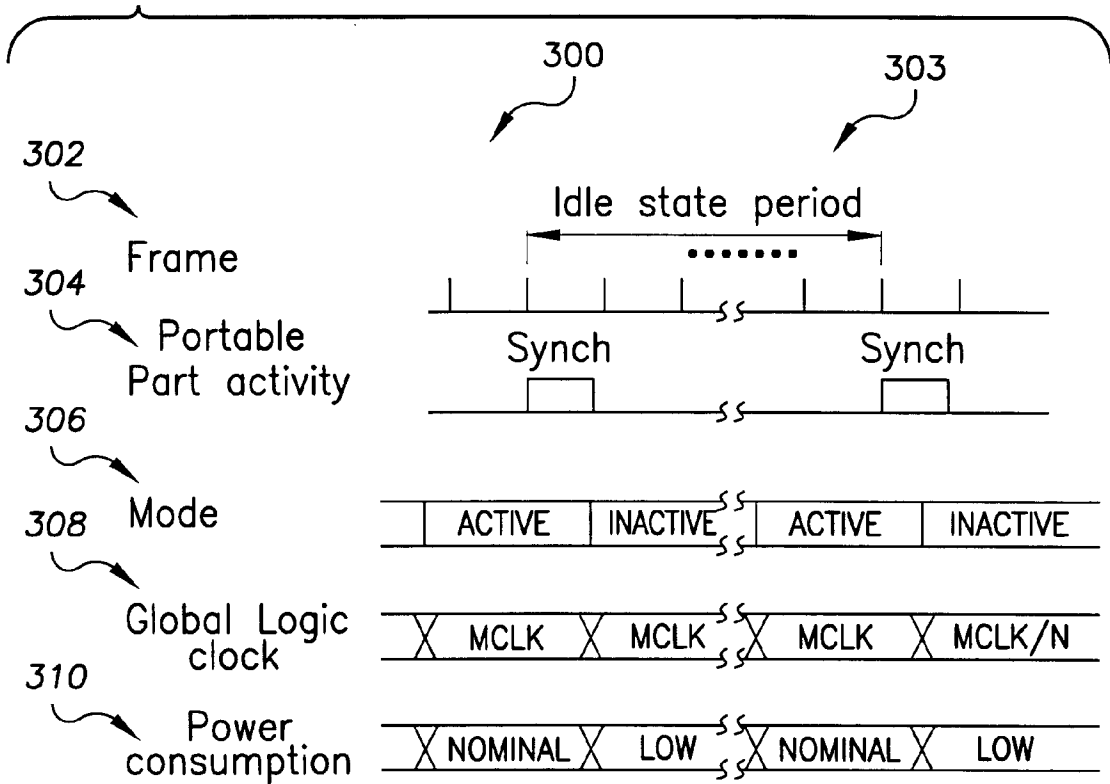 300
303
302
Idle state period
Frame
304
Portable
Part activity
Synch
Synch
306
Mode
ACTIVE
INACTIVE
ACTIVE
INACTIVE
308
Global Logic
clock
MCLK
MCLK
MCLK
MCLK/N
310
Power
consumption
NOMINAL
LOW
NOMINAL
LOW